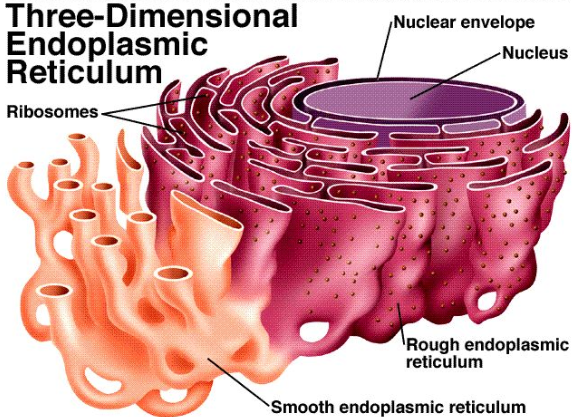 Three-Dimensional
Endoplasmic
Reticulum
Nuclear envelope
Nucleus
Ribosomes
Rough endoplasmic
reticulum
Smooth endoplasmic reticulum